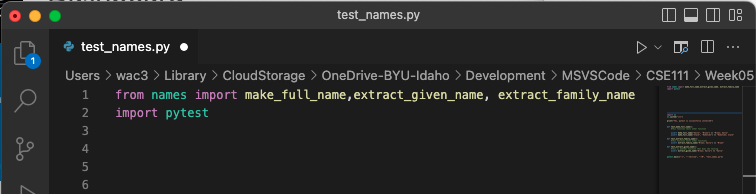 test_names.py
test_names.py
Users > wac3 > Library > CloudStorage > OneDrive-BYU-Idaho > Development > MSVSCode > CSE111 > Week05
1
1 from names import make_full_name,extract_given_name, extract_family_name
2 import pytest
3
4
5
6